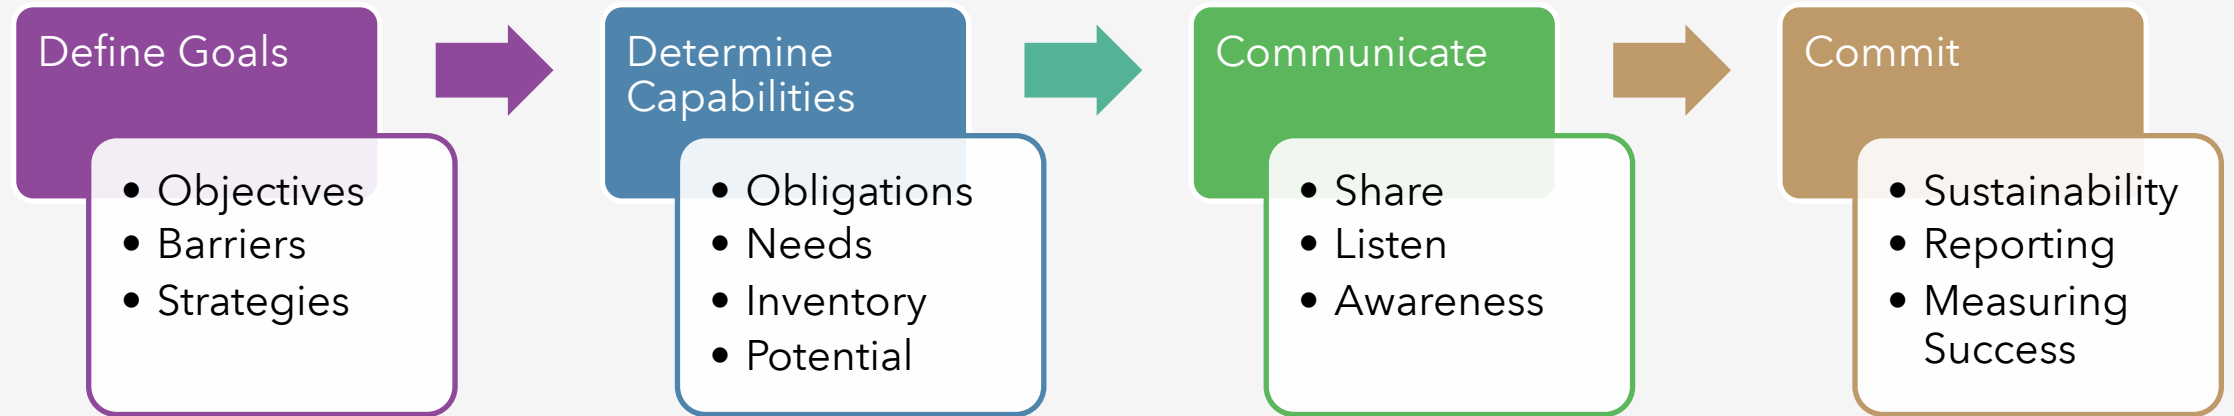 Define Goals
• Objectives
• Barriers
• Strategies
Determine
Capabilities
• Obligations
• Needs
• Inventory
• Potential
Communicate
• Share
• Listen
• Awareness
Commit
• Sustainability
• Reporting
• Measuring
Success